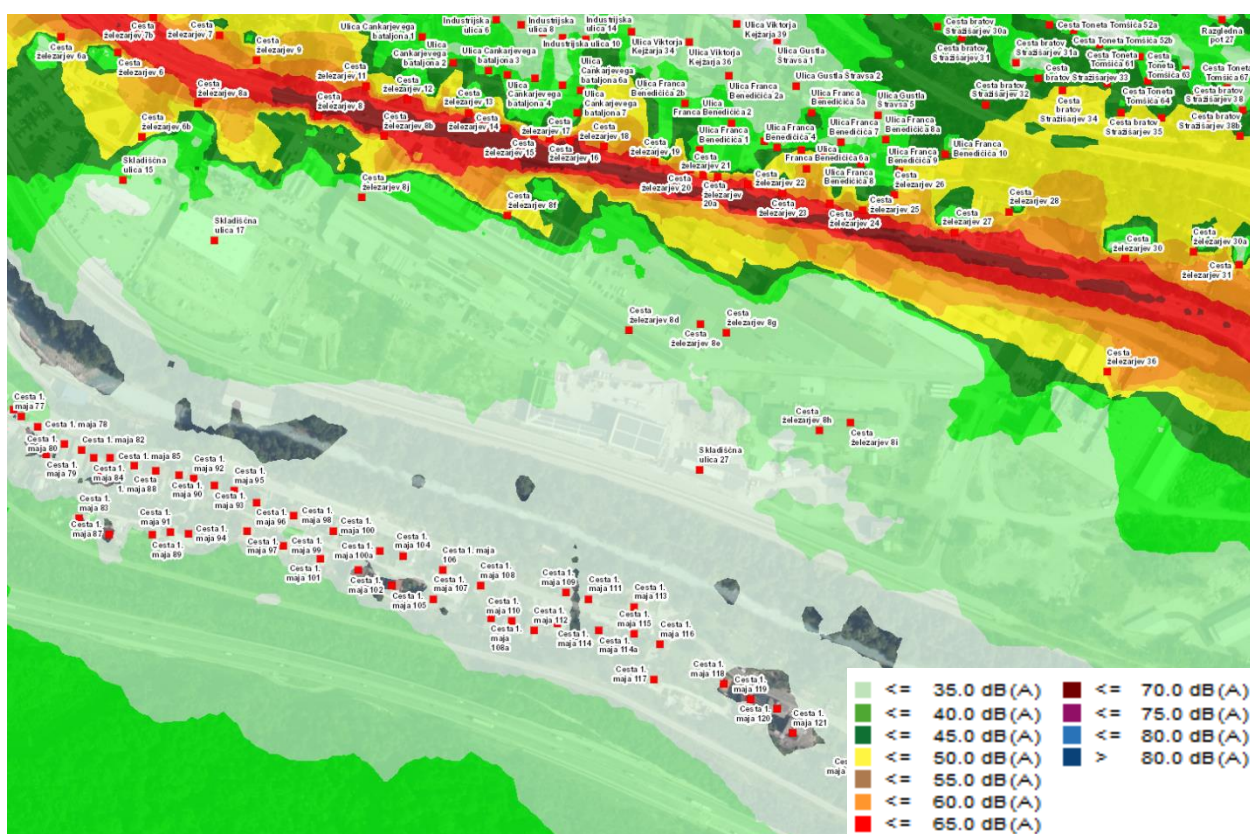 Cesta
železarjev 6a
Cesta
železarjev 7b
Cesta
železarjev 7
Cesta
železarjev 6
Cesta
železarjev 9
Ulica Cankarjevega
bataljona 1
Ulica
Cankarjevega
bataljona 2
Industrijska
ulica 6
Industrijska
ulica 8
Industrijska
ulica 14
Industrijska ulica 10
Ulica Cankarjevega
bataljona 3
Ulica Cankarjevega
bataljona 6a
Ulica
Cankarjevega
bataljona 4
Ulica
Cankarjevega
bataljona 7
Ulica Viktorja
Kejžarja 34
Ulica Viktorja
Kejžarja 39
Ulica Viktorja
Kejžarja 36
Ulica Gustla
Stravsa 1
Ulica Gustla Stravsa 2
Ulica Gustla
Stravsa 5
Ulica Franca
Benedičiča 2b
Ulica Franca
Benedičiča 2a
Ulica
Franca Benedičiča 2
Ulica Franca
Benedičiča 1
Ulica Franca
Benedičiča 5a
Ulica Franca
Benedičiča 4
Ulica Franca
Benedičiča 7
Ulica Franca
Benedičiča 8a
Ulica
Franca
Benedičiča 6a
Ulica Franca
Benedičiča 8
Ulica Franca
Benedičiča 9
Ulica Franca
Benedičiča 10
Cesta bratov
Stražišarjev 30a
Cesta bratov
Stražišarjev 31
Cesta bratov
Stražišarjev 31a
Cesta bratov
Stražišarjev 32
Cesta
bratov
Stražišarjev 33
Cesta
bratov
Stražišarjev 34
Cesta bratov
Stražišarjev 35
Cesta bratov
Stražišarjev 38
Cesta bratov
Stražišarjev 38b
Cesta Toneta Tomšiča 52a
Cesta Toneta Tomšiča 52b
Cesta
Toneta
Tomšiča 61
Cesta
Toneta
Tomšiča 63
Cesta Toneta
Tomšiča 64
Cesta Toneta
Tomšiča 67
Razgledna
pot 27
Cesta
železarjev 8a
Cesta
železarjev 11
Cesta
železarjev 12
Cesta
železarjev 8
Cesta
železarjev 8b
Cesta
železarjev 13
Cesta
železarjev 14
Cesta
železarjev 15
Cesta
železarjev 17
Cesta
železarjev 16
Cesta
železarjev 18
Cesta
železarjev 19
Cesta
železarjev 20
Cesta
železarjev 21
Cesta
železarjev
20a
Cesta
železarjev 22
Cesta
železarjev 23
Cesta
železarjev 24
Cesta
železarjev 25
Cesta
železarjev 26
Cesta
železarjev 27
Cesta
železarjev 28
Cesta
železarjev 30
Cesta
železarjev 30a
Cesta
železarjev 31
Cesta
železarjev 36
Cesta
železarjev 6b
Skladiščna
ulica 15
Skladiščna
ulica 17
Cesta
železarjev 8j
Cesta
železarjev 8f
Cesta
železarjev 8d
Cesta
železarjev 8e
Cesta
železarjev 8g
Cesta
železarjev 8h
Cesta
železarjev 8i
Skladiščna
ulica 27
Cesta 1.
maja 77
Cesta 1. maja 78
Cesta 1.
maja 80
Cesta 1.
maja 79
Cesta 1. maja 82
Cesta 1.
maja 84
Cesta 1. maja 85
Cesta
1. maja 88
Cesta 1.
maja 83
Cesta 1.
maja 87
Cesta 1.
maja 90
Cesta 1.
maja 92
Cesta 1.
maja 93
Cesta 1.
maja 95
Cesta 1.
maja 91
Cesta 1.
maja 89
Cesta 1.
maja 94
Cesta 1.
maja 96
Cesta 1.
maja 98
Cesta 1.
maja 97
Cesta 1.
maja 99
Cesta 1.
maja 100
Cesta 1.
maja 101
Cesta 1.
maja 100a
Cesta 1.
maja 102
Cesta 1.
maja 104
Cesta 1.
maja 105
Cesta 1. maja
106
Cesta 1.
maja 107
Cesta 1.
maja 108
Cesta 1.
maja 110
Cesta 1.
maja
108a
Cesta 1.
maja 112
Cesta 1.
maja 109
Cesta 1.
maja 111
Cesta 1.
maja 113
Cesta 1.
maja 114
Cesta 1.
maja 115
Cesta 1.
maja 114a
Cesta 1.
maja 116
Cesta 1.
maja 117
Cesta 1.
maja 118
Cesta 1.
maja 119
Cesta 1.
maja 120
Cesta 1.
maja 121
<= 35.0 dB(A)
<= 40.0 dB(A)
<= 45.0 dB(A)
<= 50.0 dB(A)
<= 55.0 dB(A)
<= 60.0 dB(A)
<= 65.0 dB(A)
<= 70.0 dB(A)
<= 75.0 dB(A)
<= 80.0 dB(A)
> 80.0 dB(A)